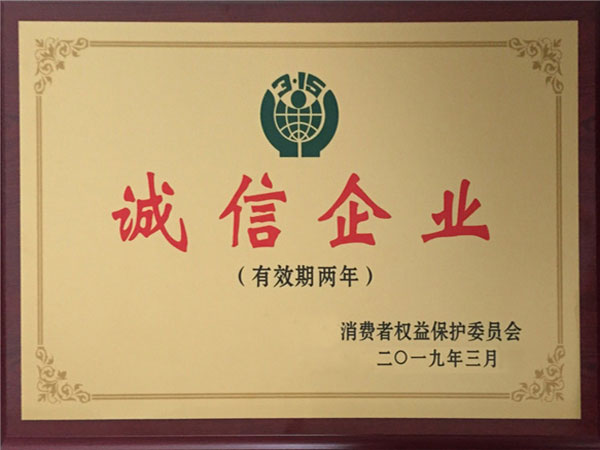 3·15
诚信企业
(有效期两年)
消费者权益保护委员会
二〇一九年三月